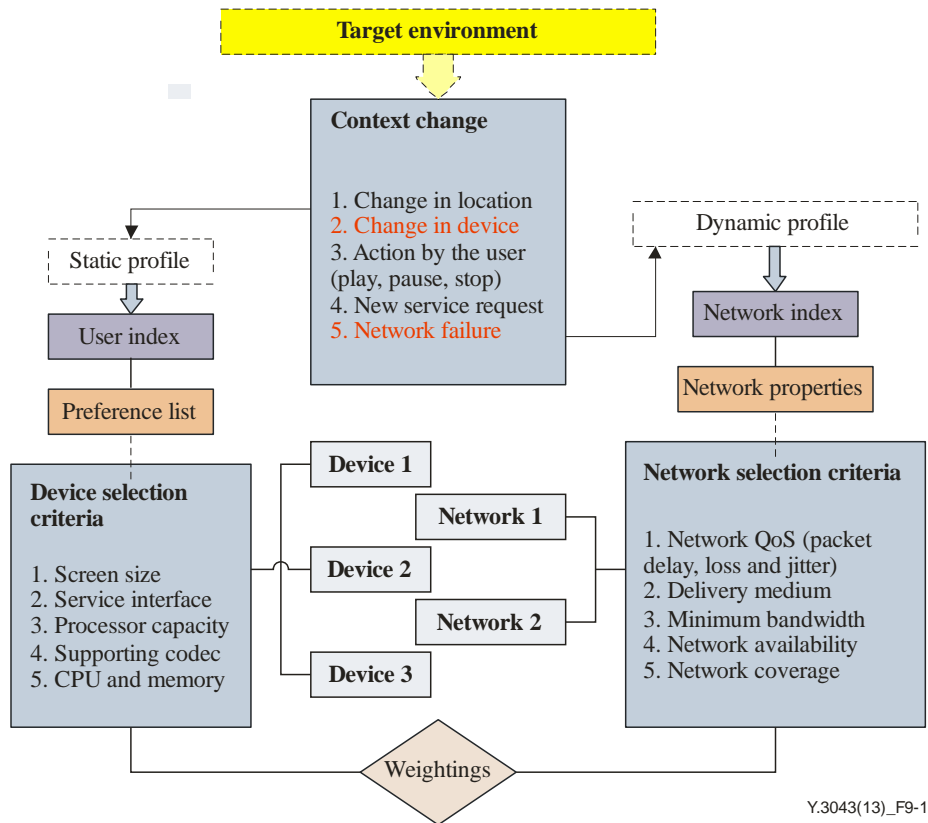 Target environment
Context change
1. Change in location
2. Change in device
3. Action by the user
(play, pause, stop)
4. New service request
5. Network failure
Static profile
User index
Preference list
Dynamic profile
Network index
Network properties
Device selection
criteria
1. Screen size
2. Service interface
3. Processor capacity
4. Supporting codec
5. CPU and memory
Device 1
Network 1
Device 2
Network 2
Device 3
Network selection criteria
1. Network QoS (packet
delay, loss and jitter)
2. Delivery medium
3. Minimum bandwidth
4. Network availability
5. Network coverage
Weightings
Y.3043(13)_F9-1